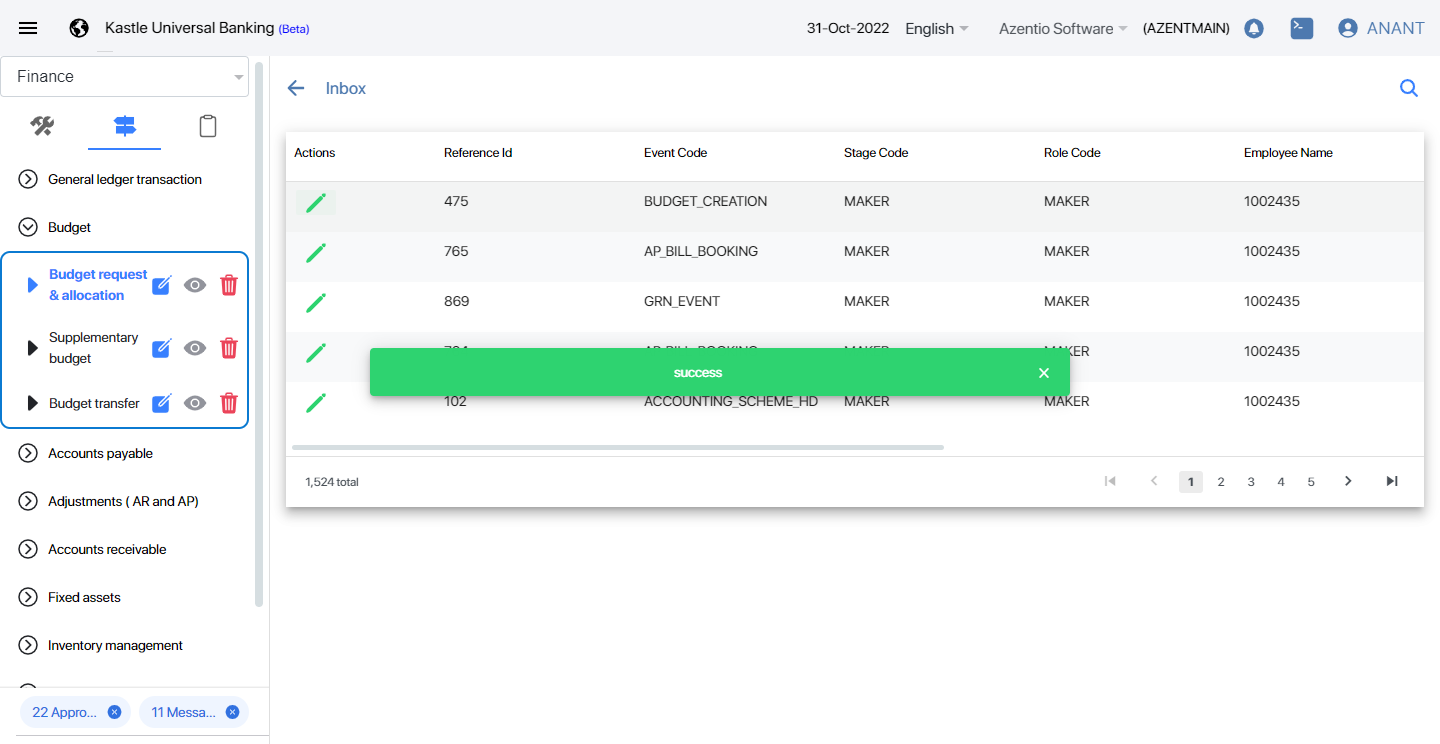 Kastle Universal Banking (Beta)
31-Oct-2022 English Azentio Software (AZENTMAIN) ANANT
Finance
General ledger transaction
Budget
Budget request
& allocation
Supplementary
budget
Budget transfer
Accounts payable
Adjustments ( AR and AP)
Accounts receivable
Fixed assets
Inventory management
22 Appro... 11 Messa...
Inbox
Actions Reference Id Event Code Stage Code Role Code Employee Name
475 BUDGET_CREATION MAKER MAKER 1002435
765 AP_BILL_BOOKING MAKER MAKER 1002435
869 GRN_EVENT MAKER MAKER 1002435
AP_BILL_BOOKING MAKER MAKER 1002435
success
102 ACCOUNTING_SCHEME_HD MAKER MAKER 1002435
1,524 total
1 2 3 4 5